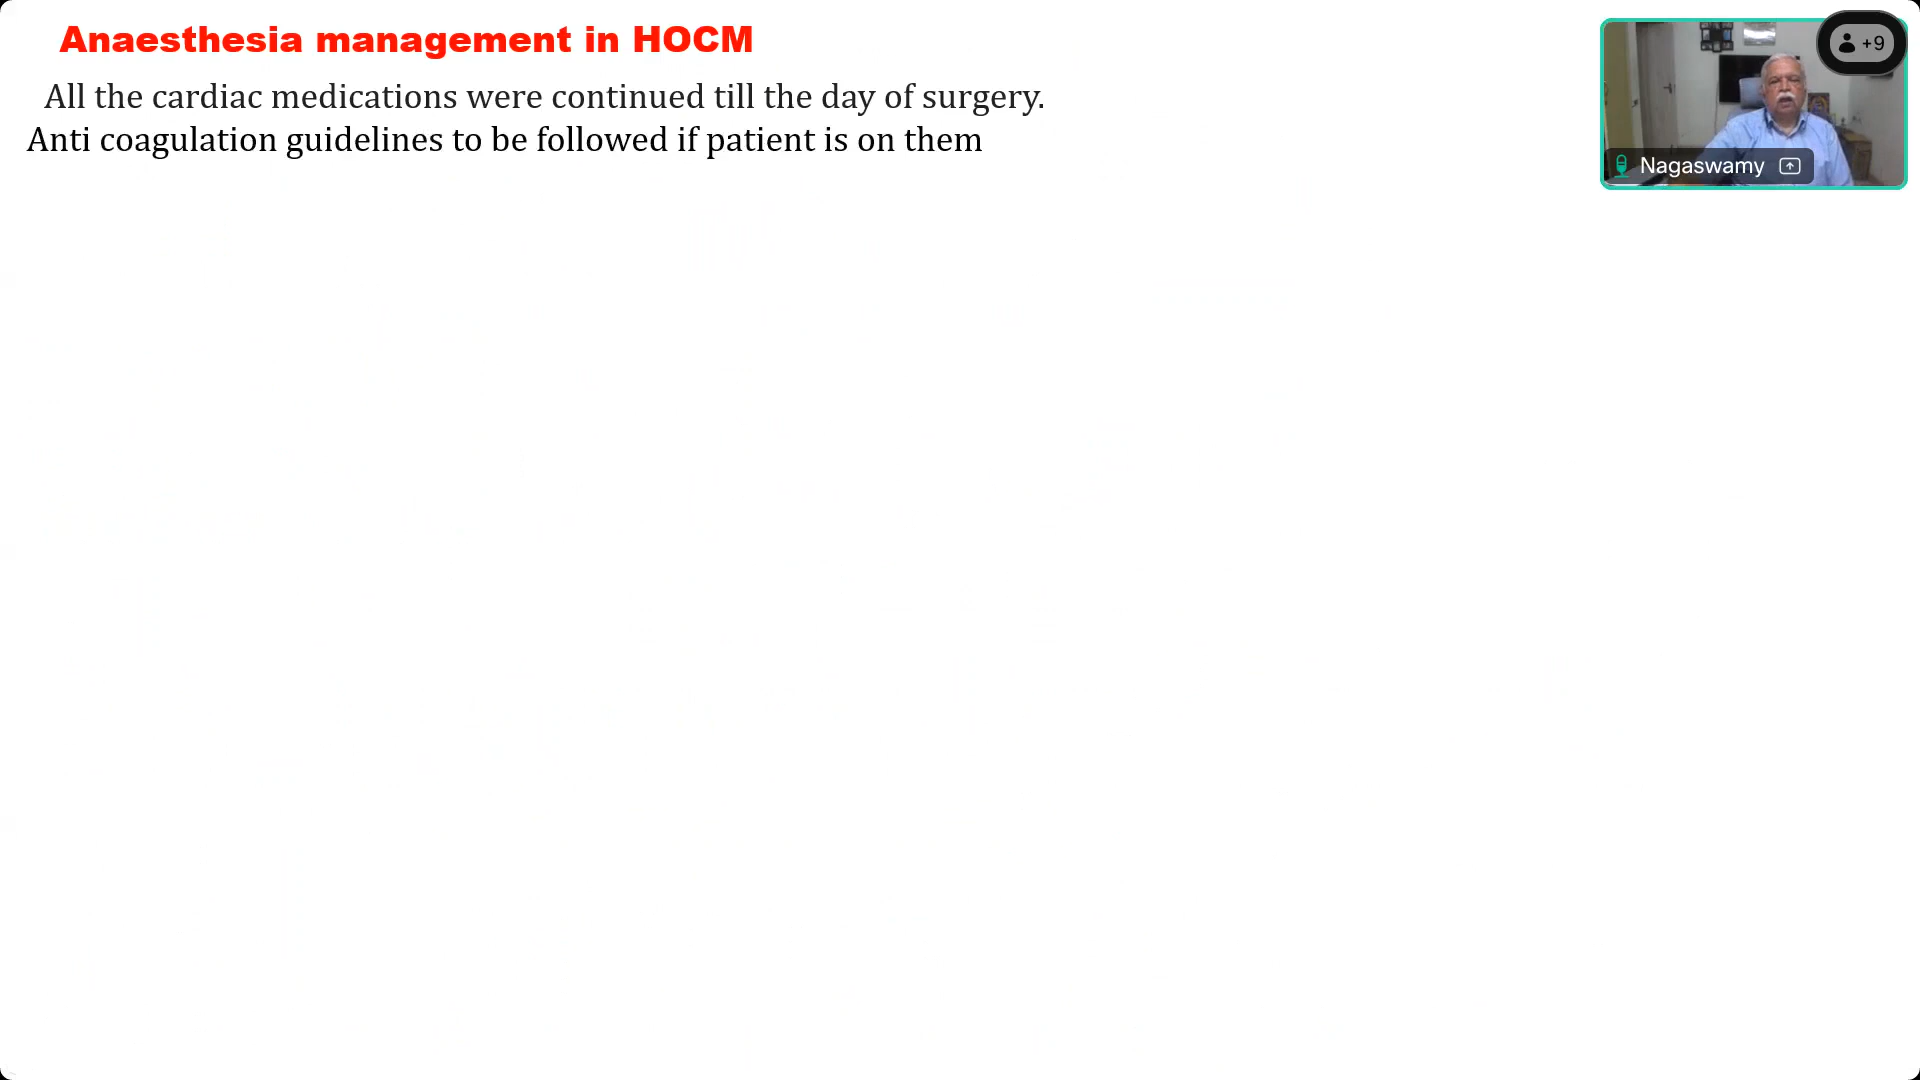 Anaesthesia management in HOCM
All the cardiac medications were continued till the day of surgery.
Anti coagulation guidelines to be followed if patient is on them
+9
Nagaswamy